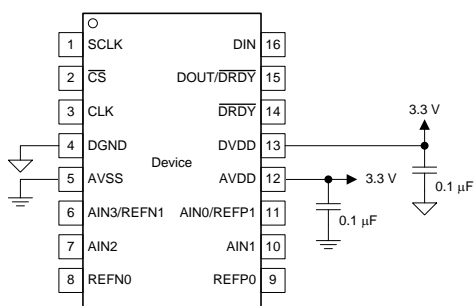 1 SCLK DIN 16
2 CS DOUT/DRDY 15
3 CLK DRDY 14
3.3 V
4 DGND DVDD 13
Device
5 AVSS AVDD 12 3.3 V
0.1 µF
6 AIN3/REFN1 AIN0/REFP1 11
0.1 µF
7 AIN2 AIN1 10
8 REFN0 REFP0 9